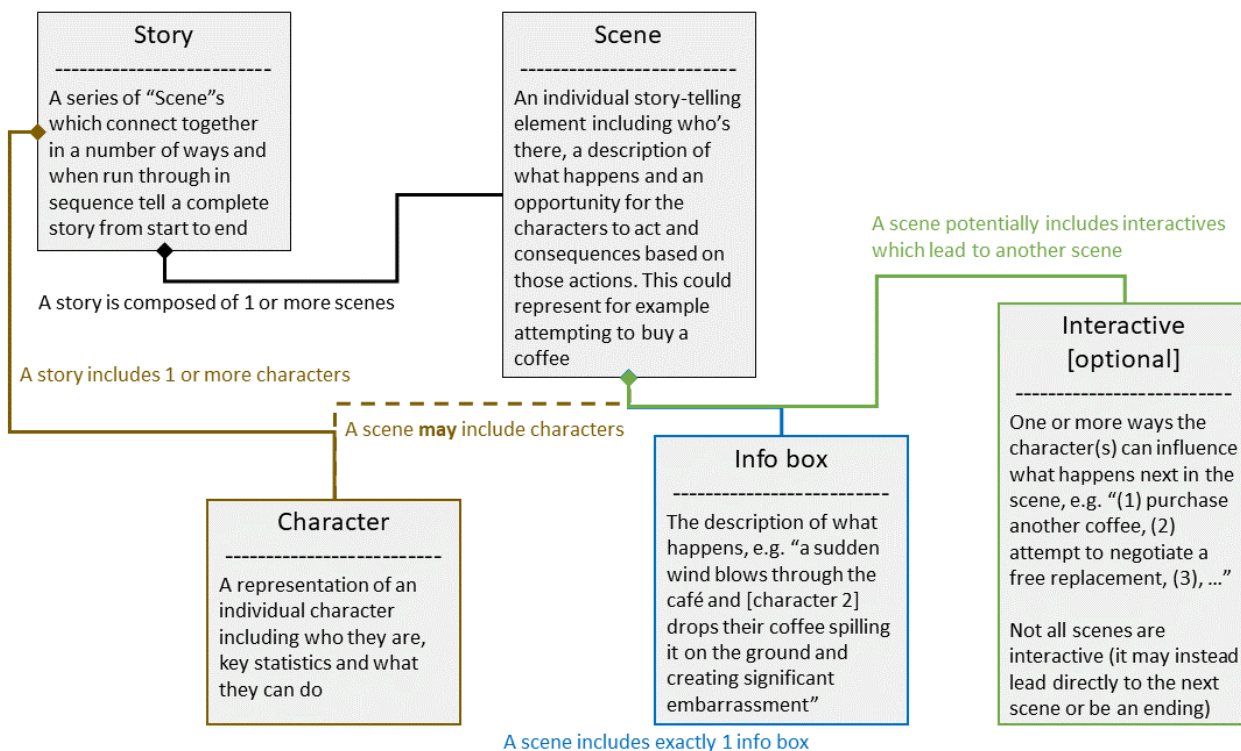 Story
---------------------------
A series of “Scene”s
which connect together
in a number of ways and
when run through in
sequence tell a complete
story from start to end
Scene
---------------------------
An individual story-telling
element including who’s
there, a description of
what happens and an
opportunity for the
characters to act and
consequences based on
those actions. This could
represent for example
attempting to buy a
coffee
A story is composed of 1 or more scenes
A scene potentially includes interactives
which lead to another scene
A story includes 1 or more characters
A scene may include characters
Character
---------------------------
A representation of an
individual character
including who they are,
key statistics and what
they can do
Info box
---------------------------
The description of what
happens, e.g. “a sudden
wind blows through the
café and [character 2]
drops their coffee spilling
it on the ground and
creating significant
embarrassment”
Interactive
[optional]
---------------------------
One or more ways the
character(s) can influence
what happens next in the
scene, e.g. “(1) purchase
another coffee, (2)
attempt to negotiate a
free replacement, (3), …”
Not all scenes are
interactive (it may instead
lead directly to the next
scene or be an ending)
A scene includes exactly 1 info box